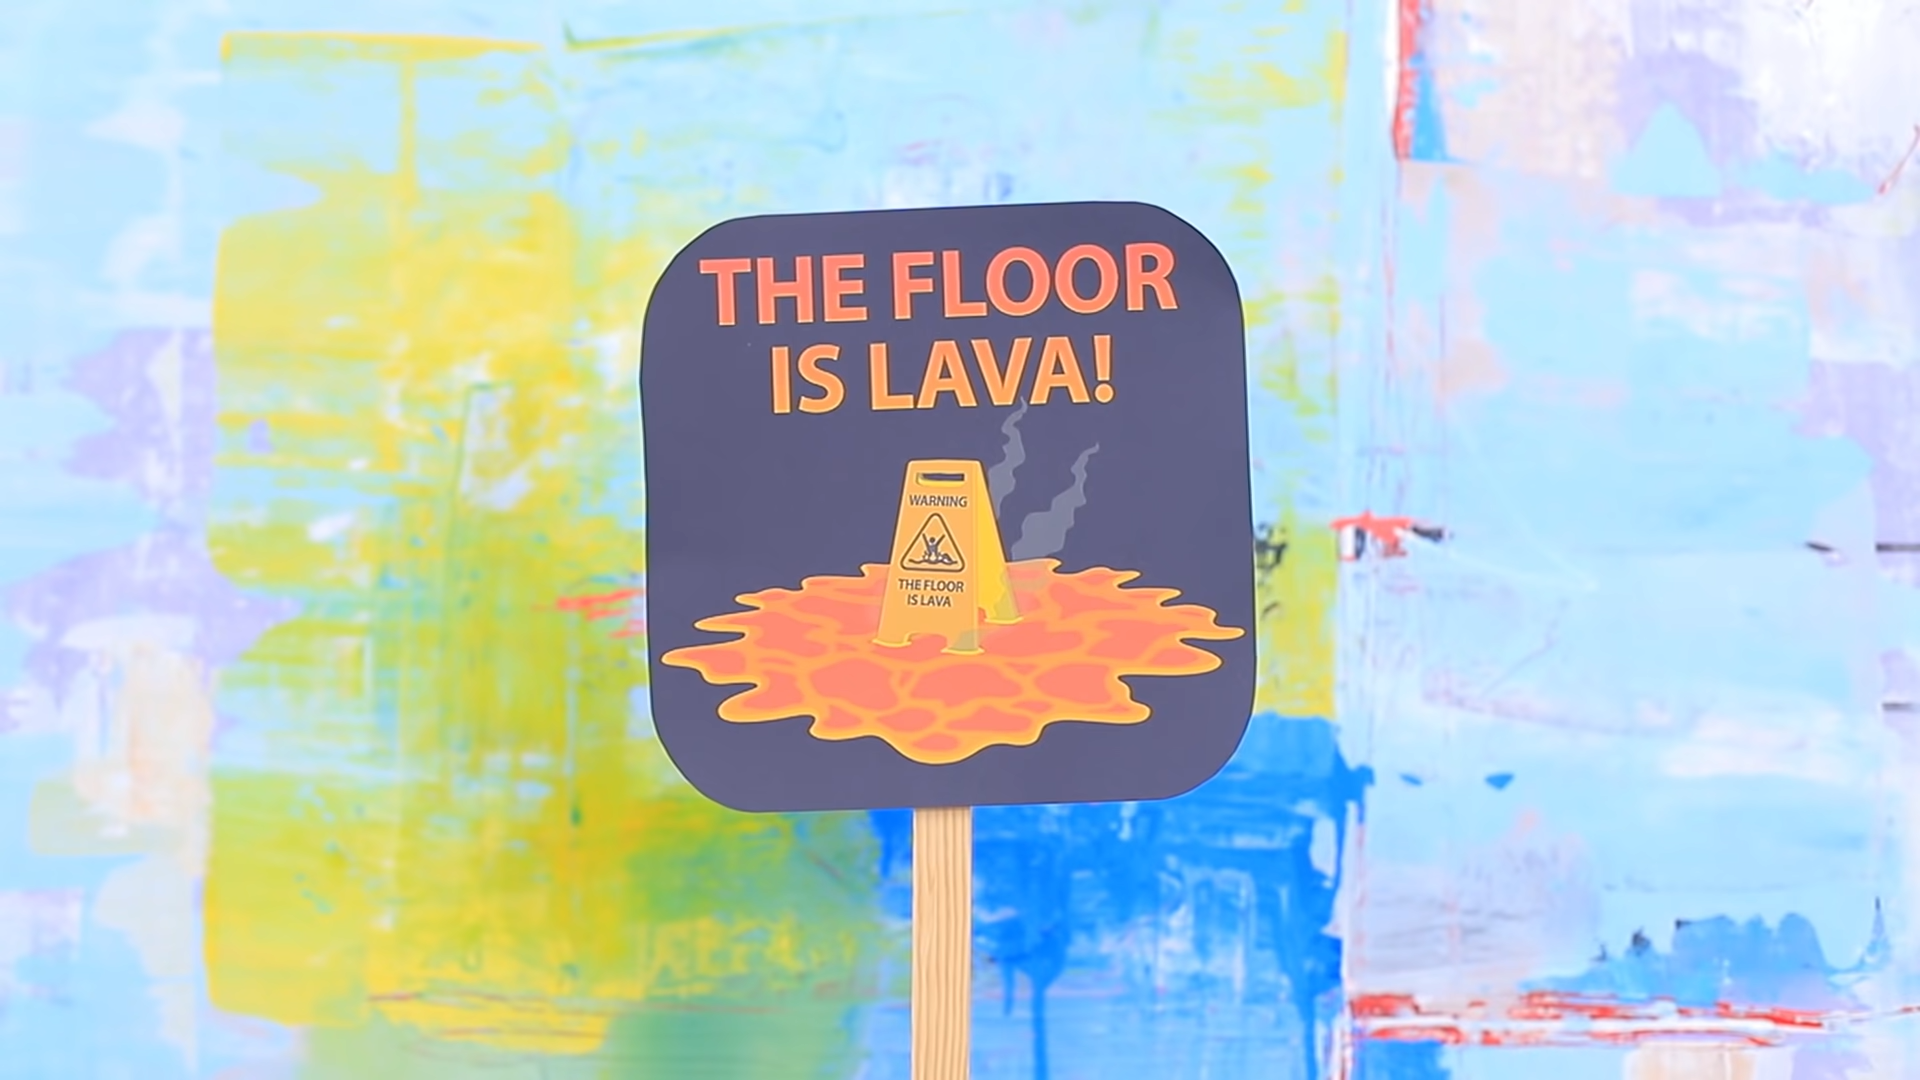 THE FLOOR
IS LAVA!
WARNING
THE FLOOR
IS LAVA